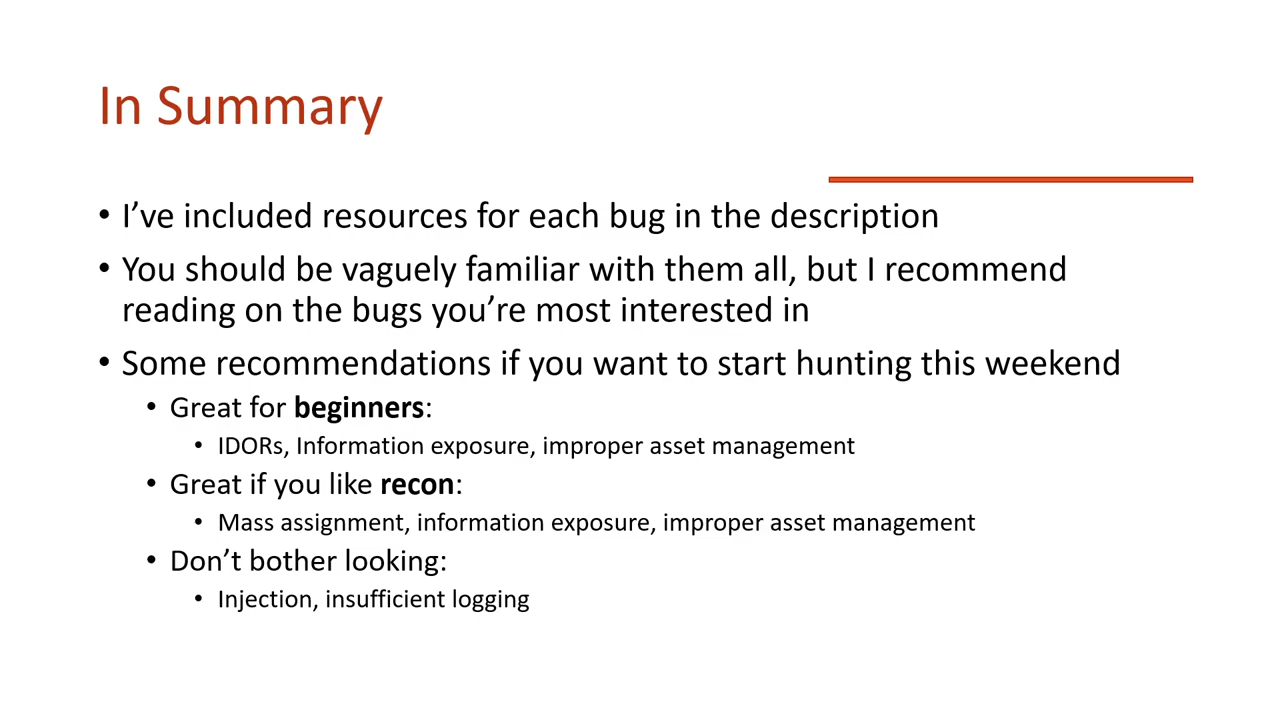 In Summary
• I’ve included resources for each bug in the description
• You should be vaguely familiar with them all, but I recommend
reading on the bugs you’re most interested in
• Some recommendations if you want to start hunting this weekend
• Great for beginners:
• IDORs, Information exposure, improper asset management
• Great if you like recon:
• Mass assignment, information exposure, improper asset management
• Don’t bother looking:
• Injection, insufficient logging